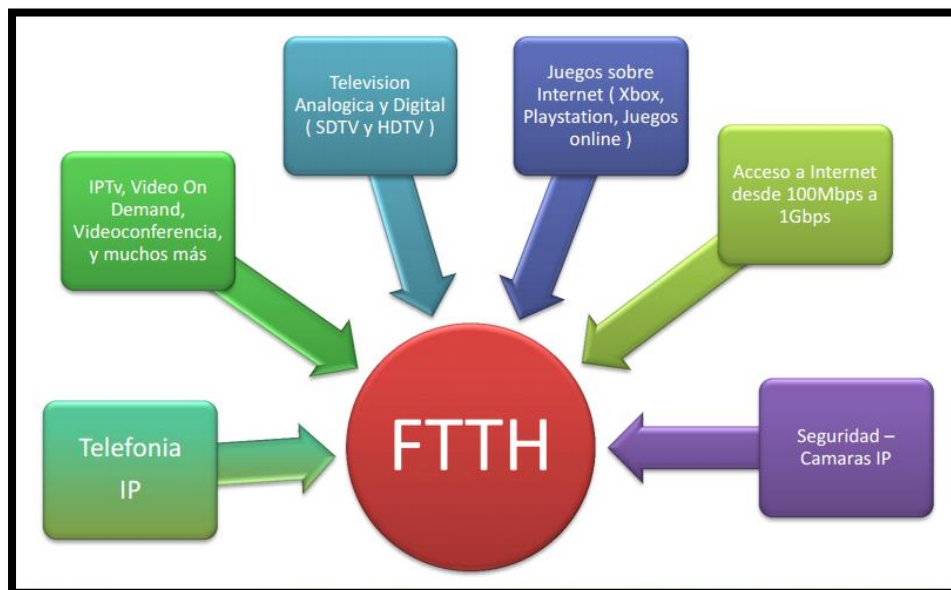 Television
Analogica y Digital
( SDTV y HDTV )
Juegos sobre
Internet ( Xbox,
Playstation, Juegos
online )
IPTv, Video On
Demand,
Videoconferencia,
y muchos más
Acceso a Internet
desde 100Mbps a
1Gbps
Telefonia
IP
FTTH
Seguridad –
Camaras IP